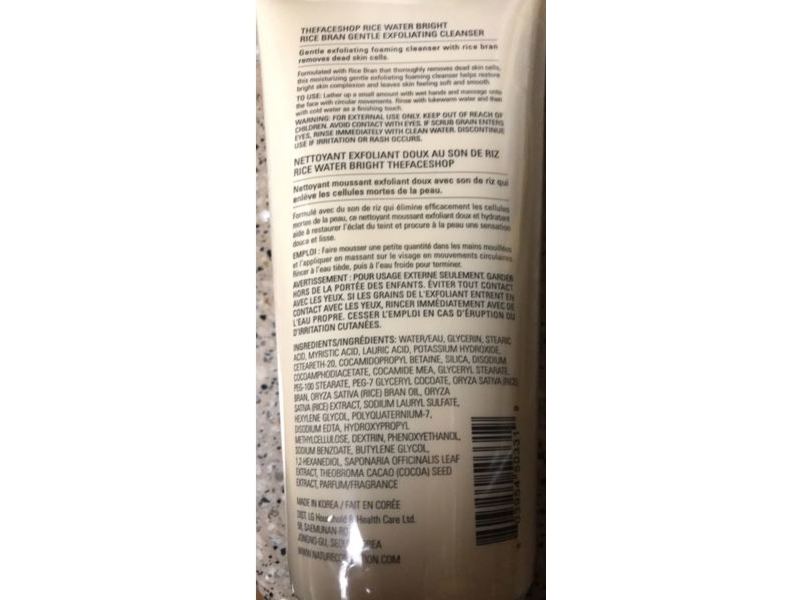 THEFACESHOP RICE WATER BRIGHT
RICE BRAN GENTLE EXFOLIATING CLEANSER
Gentle exfoliating foaming cleanser with rice bran
removes dead skin cells.
Formulated with Rice Bran that thoroughly removes dead skin cells,
this moisturizing gentle exfoliating foaming cleanser helps restore
bright skin complexion and leaves skin feeling soft and smooth.
TO USE: Lather up a small amount with wet hands and massage onto
the face with circular movements. Rinse with lukewarm water and then
with cold water as a finishing touch.
WARNING: FOR EXTERNAL USE ONLY. KEEP OUT OF REACH OF
CHILDREN. AVOID CONTACT WITH EYES. IF SCRUB GRAIN ENTERS
EYES, RINSE IMMEDIATELY WITH CLEAN WATER. DISCONTINUE
USE IF IRRITATION OR RASH OCCURS.
NETTOYANT EXFOLIANT DOUX AU SON DE RIZ
RICE WATER BRIGHT THEFACESHOP
Nettoyant moussant exfoliant doux avec son de riz qui
enlève les cellules mortes de la peau.
Formulé avec du son de riz qui élimine efficacement les cellules
mortes de la peau, ce nettoyant moussant exfoliant doux et hydratant
aide à restaurer l'éclat du teint et procure à la peau une sensation
douce et lisse.
EMPLOI : Faire mousser une petite quantité dans les mains mouillées
et l'appliquer en massant sur le visage en mouvements circulaires.
Rincer à l'eau tiède, puis à l'eau froide pour terminer.
AVERTISSEMENT : POUR USAGE EXTERNE SEULEMENT. GARDER
HORS DE LA PORTÉE DES ENFANTS. ÉVITER TOUT CONTACT
AVEC LES YEUX. SI LES GRAINS DE L'EXFOLIANT ENTRENT EN
CONTACT AVEC LES YEUX, RINCER IMMÉDIATEMENT AVEC DE
L'EAU PROPRE. CESSER L'EMPLOI EN CAS D'ÉRUPTION OU
D'IRRITATION CUTANÉES.
INGREDIENTS/INGRÉDIENTS: WATER/EAU, GLYCERIN, STEARIC
ACID, MYRISTIC ACID, LAURIC ACID, POTASSIUM HYDROXIDE,
CETEARETH-20, COCAMIDOPROPYL BETAINE, SILICA, DISODIUM
COCOAMPHODIACETATE, COCAMIDE MEA, GLYCERYL STEARATE,
PEG-100 STEARATE, PEG-7 GLYCERYL COCOATE, ORYZA SATIVA (RICE)
BRAN, ORYZA SATIVA (RICE) BRAN OIL, ORYZA
SATIVA (RICE) EXTRACT, SODIUM LAURYL SULFATE,
HEXYLENE GLYCOL, POLYQUATERNIUM-7,
DISODIUM EDTA, HYDROXYPROPYL
METHYLCELLULOSE, DEXTRIN, PHENOXYETHANOL,
SODIUM BENZOATE, BUTYLENE GLYCOL,
1,2-HEXANEDIOL, SAPONARIA OFFICINALIS LEAF
EXTRACT, THEOBROMA CACAO (COCOA) SEED
EXTRACT, PARFUM/FRAGRANCE
MADE IN KOREA / FAIT EN CORÉE
DIST. LG Household & Health Care Ltd.
58, SAEMUNAN-RO
JONGNO-GU, SEOUL KOREA